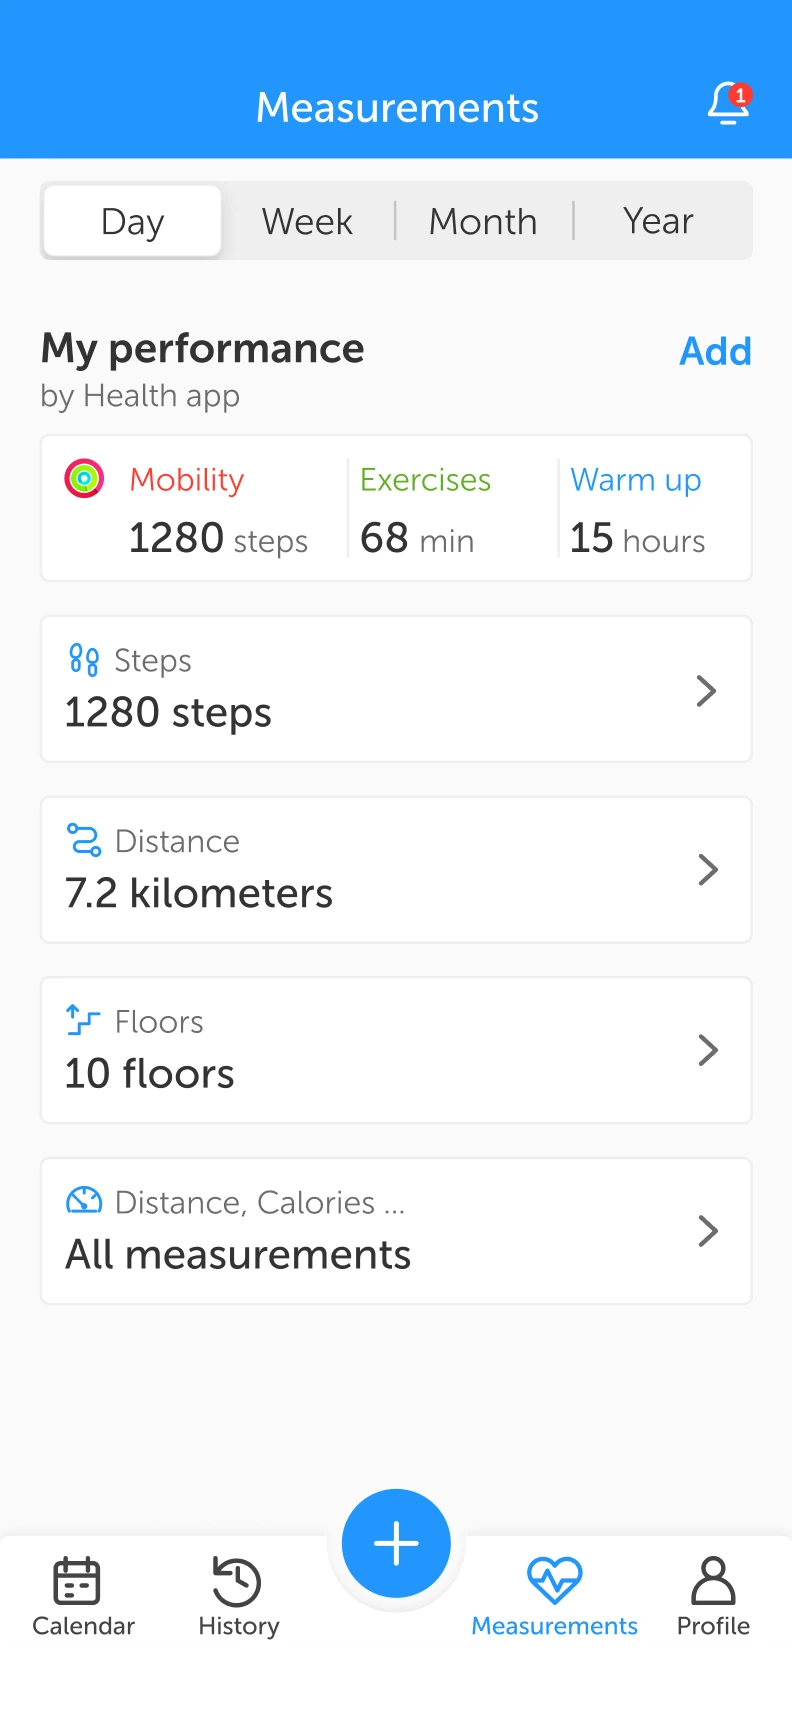 Measurements
1
Day Week Month Year
My performance
Add
by Health app
Mobility Exercises Warm up
1280 steps 68 min 15 hours
Steps
1280 steps
Distance
7.2 kilometers
Floors
10 floors
Distance, Calories ...
All measurements
Calendar History Measurements Profile